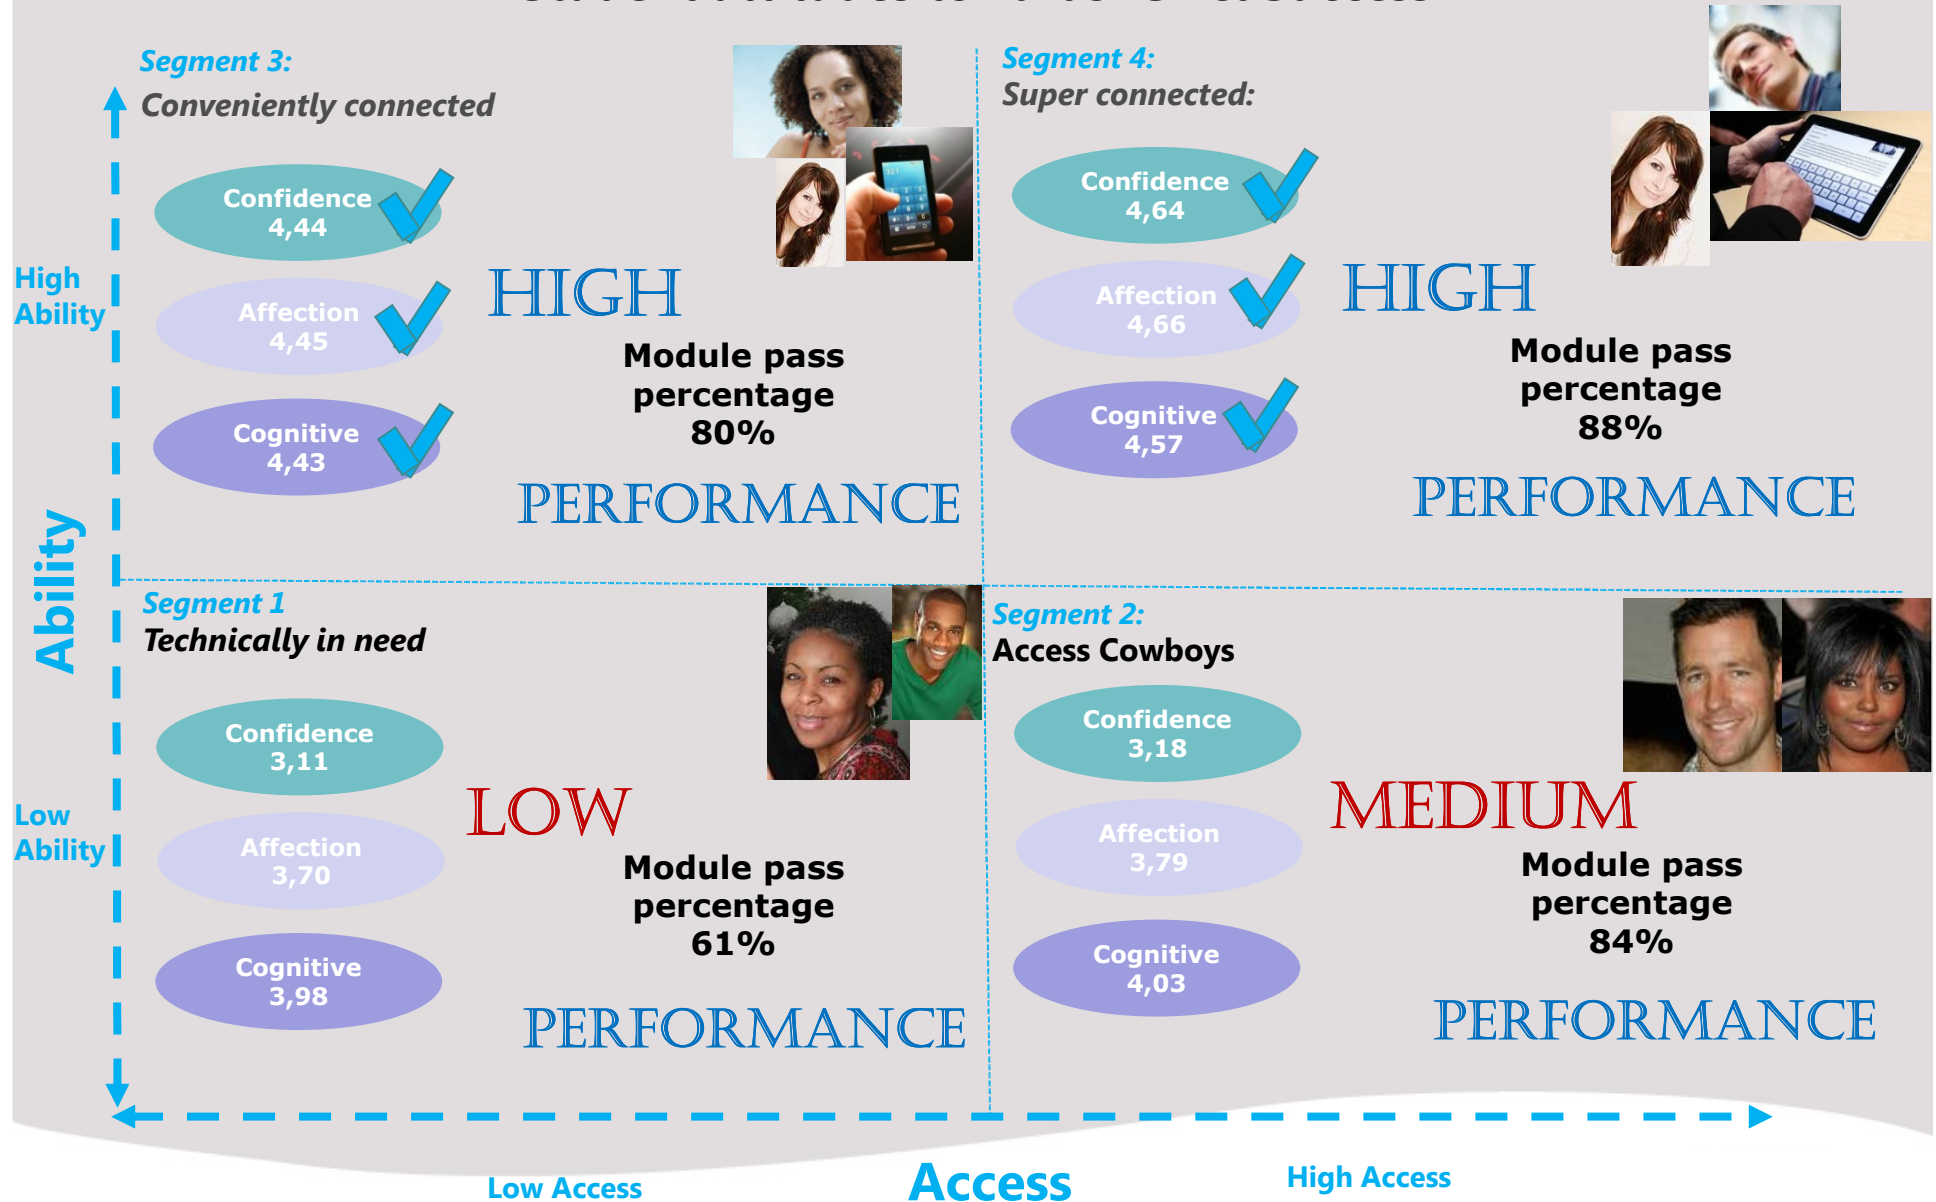 Segment 3:
Conveniently connected
Confidence
4,44
Affection
4,45
Cognitive
4,43
HIGH
Module pass
percentage
80%
PERFORMANCE
Segment 4:
Super connected:
Confidence
4,64
Affection
4,66
Cognitive
4,57
HIGH
Module pass
percentage
88%
PERFORMANCE
High
Ability
Ability
Segment 1
Technically in need
Confidence
3,11
Affection
3,70
Cognitive
3,98
LOW
Module pass
percentage
61%
PERFORMANCE
Segment 2:
Access Cowboys
Confidence
3,18
Affection
3,79
Cognitive
4,03
MEDIUM
Module pass
percentage
84%
PERFORMANCE
Low
Ability
Low Access
Access
High Access